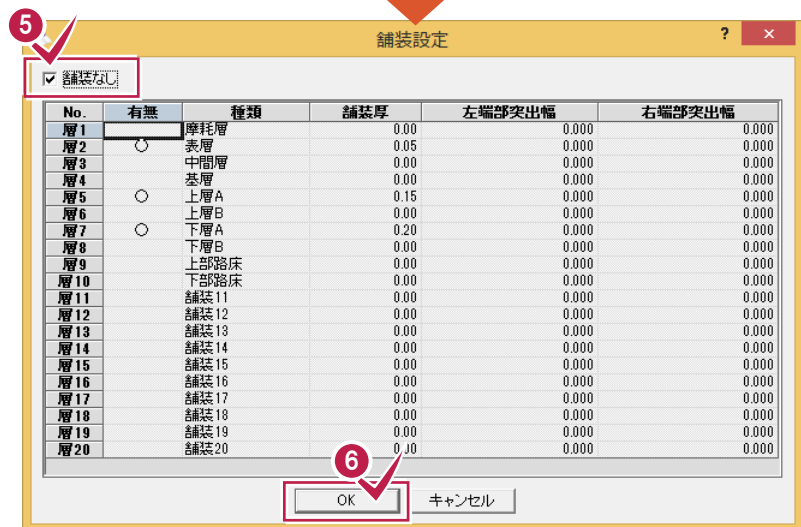 5
舗装設定 ? ×
舗装なし
No. 有無 種類 舗装厚 左端部突出幅 右端部突出幅
層1 摩耗層 0.00 0.000 0.000
層2 ○ 表層 0.05 0.000 0.000
層3 中間層 0.00 0.000 0.000
層4 基層 0.00 0.000 0.000
層5 ○ 上層A 0.15 0.000 0.000
層6 上層B 0.00 0.000 0.000
層7 ○ 下層A 0.20 0.000 0.000
層8 下層B 0.00 0.000 0.000
層9 上部路床 0.00 0.000 0.000
層10 下部路床 0.00 0.000 0.000
層11 舗装11 0.00 0.000 0.000
層12 舗装12 0.00 0.000 0.000
層13 舗装13 0.00 0.000 0.000
層14 舗装14 0.00 0.000 0.000
層15 舗装15 0.00 0.000 0.000
層16 舗装16 0.00 0.000 0.000
層17 舗装17 0.00 0.000 0.000
層18 舗装18 0.00 0.000 0.000
層19 舗装19 0.00 0.000 0.000
層20 舗装20 0.00 0.000 0.000
6
OK キャンセル